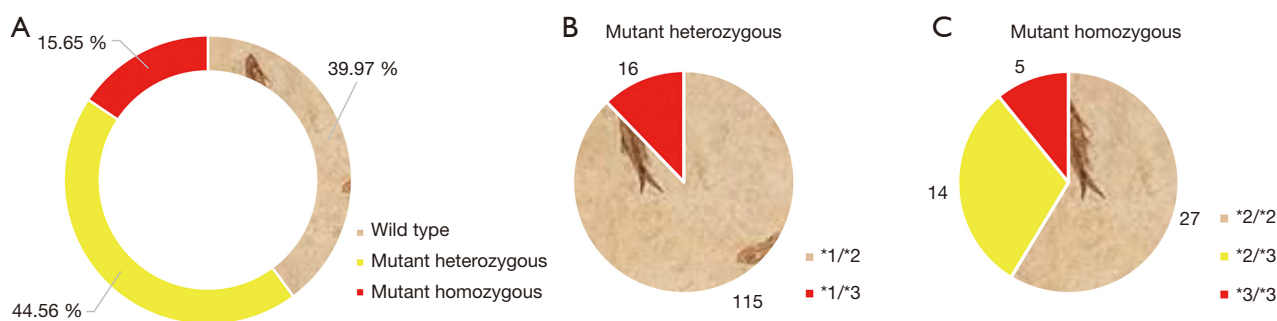 A
15.65 %
39.97 %
Wild type
Mutant heterozygous
Mutant homozygous
44.56 %
B
Mutant heterozygous
16
*1/*2
*1/*3
115
C
Mutant homozygous
5
14
27
*2/*2
*2/*3
*3/*3